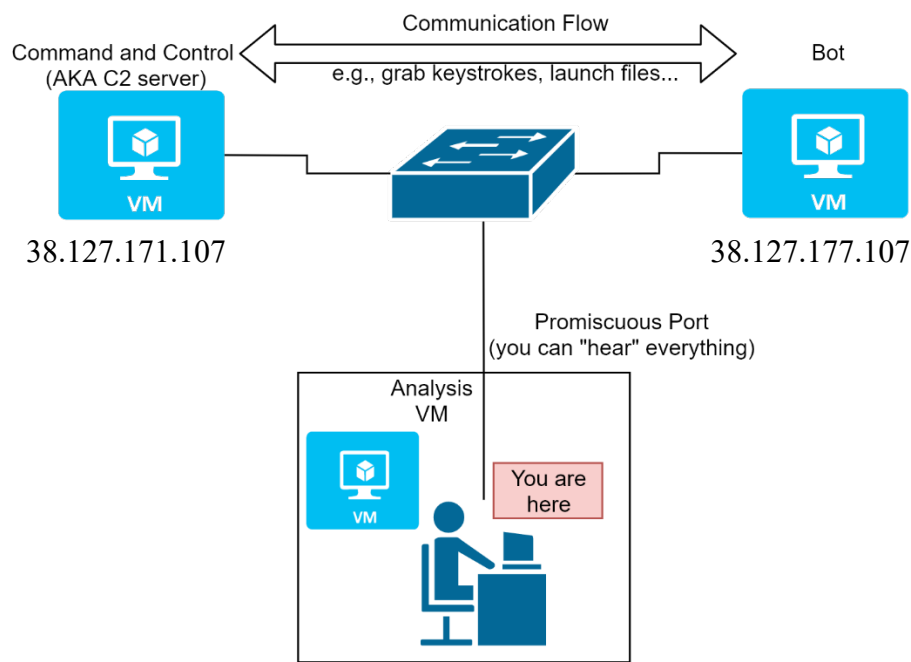 Communication Flow
Command and Control
(AKA C2 server)
Bot
e.g., grab keystrokes, launch files...
VM
VM
38.127.171.107
38.127.177.107
Promiscuous Port
(you can "hear" everything)
Analysis
VM
You are
here
VM